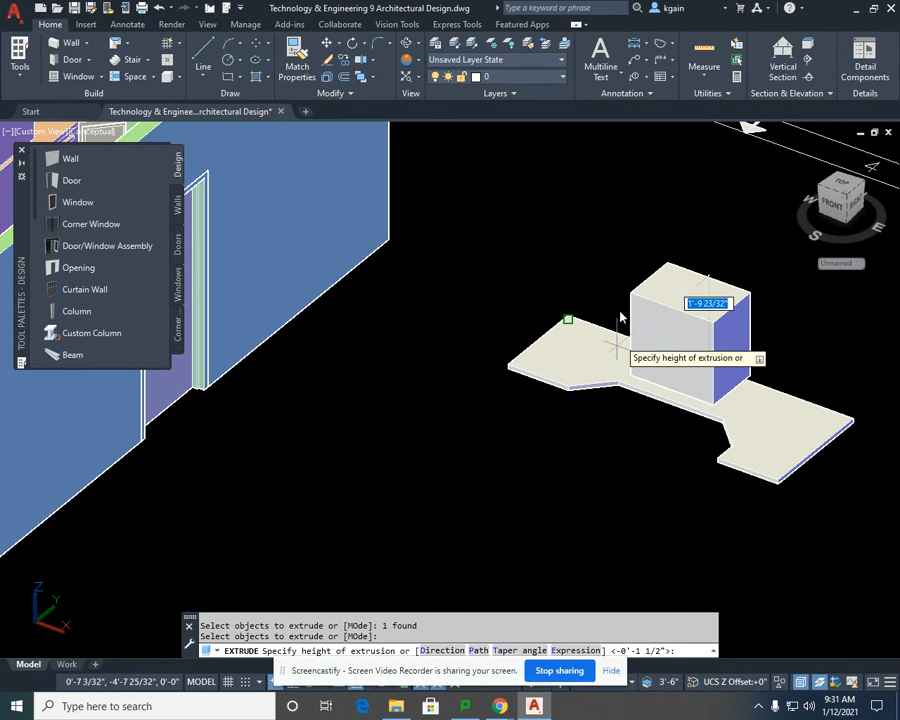 Technology & Engineering 9 Architectural Design.dwg
Type a keyword or phrase
kgain
Home Insert Annotate Render View Manage Add-ins Collaborate Vision Tools Express Tools Featured Apps
Tools
Wall
Door
Window
Stair
Space
Build
Line
Draw
Match Properties
Modify
View
Unsaved Layer State
0
Layers
Multiline Text
Annotation
Measure
Utilities
Vertical Section
Section & Elevation
Detail Components
Details
Start
Technology & Enginee...rchitectural Design*
[−][Custom View][Conceptual]
Wall
Door
Window
Corner Window
Door/Window Assembly
Opening
Curtain Wall
Column
Custom Column
Beam
Design
Walls
Doors
Windows
Corner ...
TOOL PALETTES - DESIGN
TOP
FRONT
W
S
E
Unnamed
1'-9 23/32"
Specify height of extrusion or
Z
Y
X
Select objects to extrude or [MOde]: 1 found
Select objects to extrude or [MOde]:
EXTRUDE Specify height of extrusion or [Direction Path Taper angle Expression] <-0'-1 1/2">:
Model
Work
Screencastify - Screen Video Recorder is sharing your screen.
Stop sharing
Hide
0'-7 3/32", -4'-7 25/32", 0'-0"
MODEL
3'-6"
UCS Z Offset:+0"
Type here to search
9:31 AM
1/12/2021